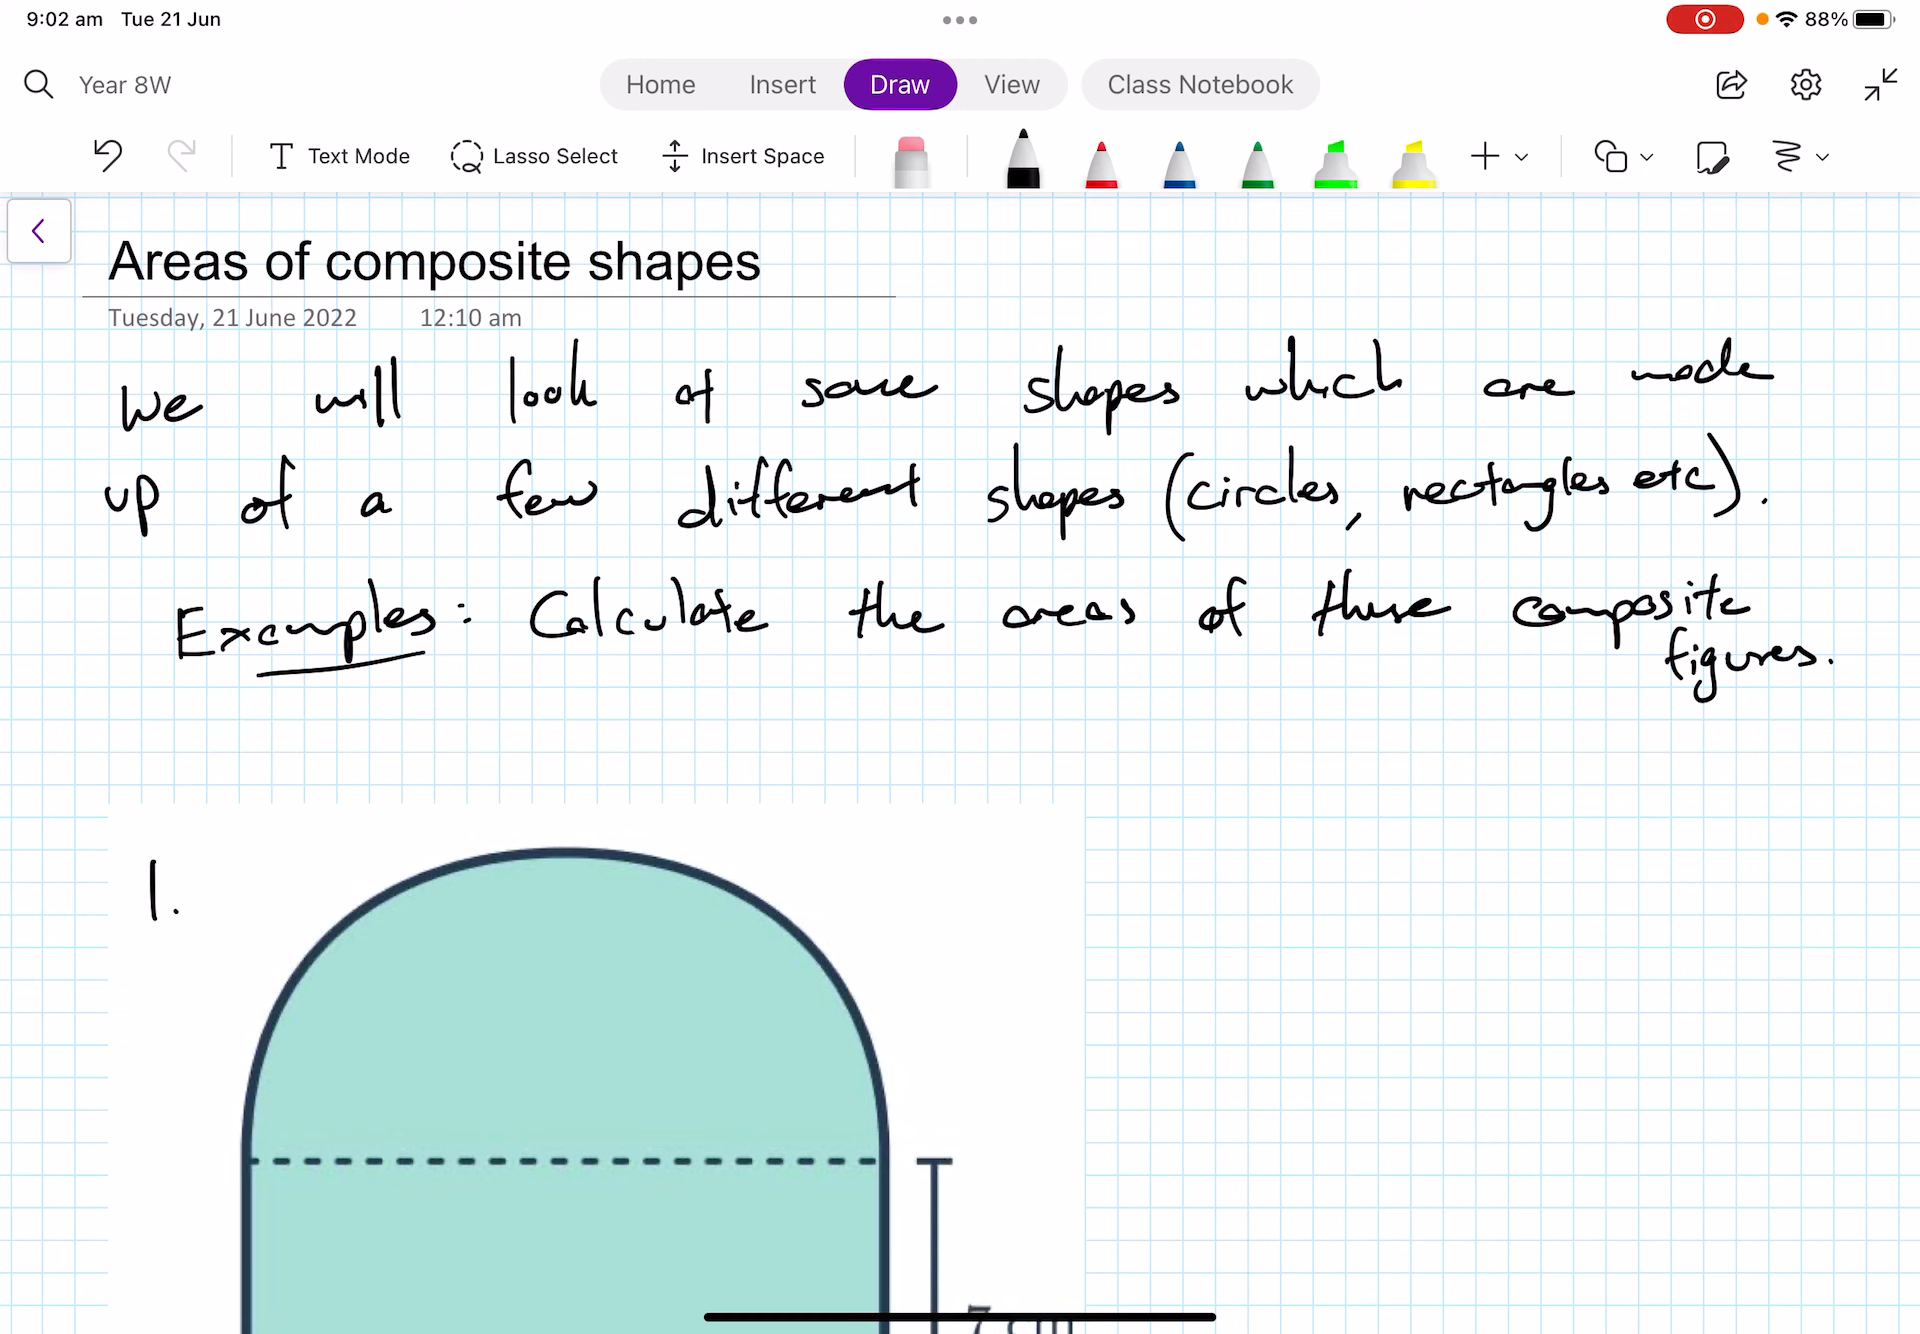 9:02 am Tue 21 Jun
88%
Year 8W
Home Insert Draw View Class Notebook
Text Mode Lasso Select Insert Space
Areas of composite shapes
Tuesday, 21 June 2022 12:10 am
We will look at some shapes which are made
up of a few different shapes (circles, rectangles etc).
Examples: Calculate the areas of these composite
figures.
1.
7 cm